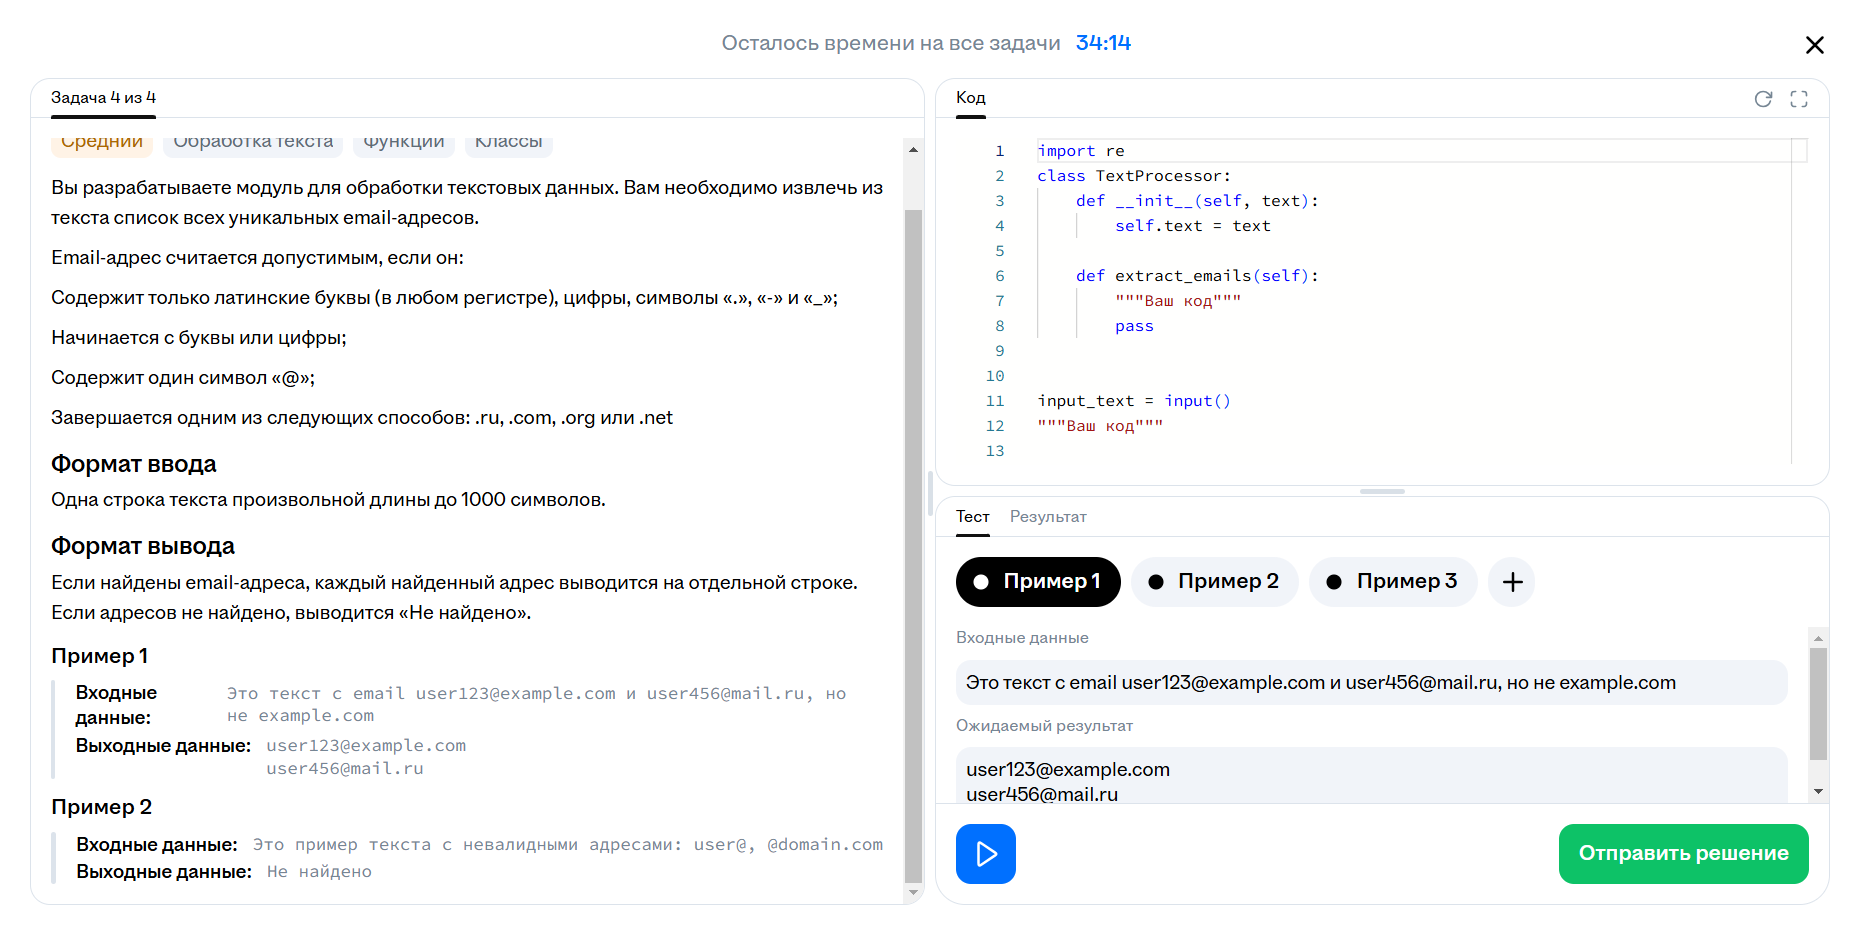 Осталось времени на все задачи 34:14
Задача 4 из 4
Средний Обработка текста Функции Классы
Вы разрабатываете модуль для обработки текстовых данных. Вам необходимо извлечь из
текста список всех уникальных email-адресов.
Email-адрес считается допустимым, если он:
Содержит только латинские буквы (в любом регистре), цифры, символы «.», «-» и «_»;
Начинается с буквы или цифры;
Содержит один символ «@»;
Завершается одним из следующих способов: .ru, .com, .org или .net
Формат ввода
Одна строка текста произвольной длины до 1000 символов.
Формат вывода
Если найдены email-адреса, каждый найденный адрес выводится на отдельной строке.
Если адресов не найдено, выводится «Не найдено».
Пример 1
Входные данные: Это текст с email user123@example.com и user456@mail.ru, но
не example.com
Выходные данные: user123@example.com
user456@mail.ru
Пример 2
Входные данные: Это пример текста с невалидными адресами: user@, @domain.com
Выходные данные: Не найдено
Код
1 import re
2 class TextProcessor:
3 def __init__(self, text):
4 self.text = text
5
6 def extract_emails(self):
7 """Ваш код"""
8 pass
9
10
11 input_text = input()
12 """Ваш код"""
13
Тест Результат
Пример 1 Пример 2 Пример 3 +
Входные данные
Это текст с email user123@example.com и user456@mail.ru, но не example.com
Ожидаемый результат
user123@example.com
user456@mail.ru
Отправить решение